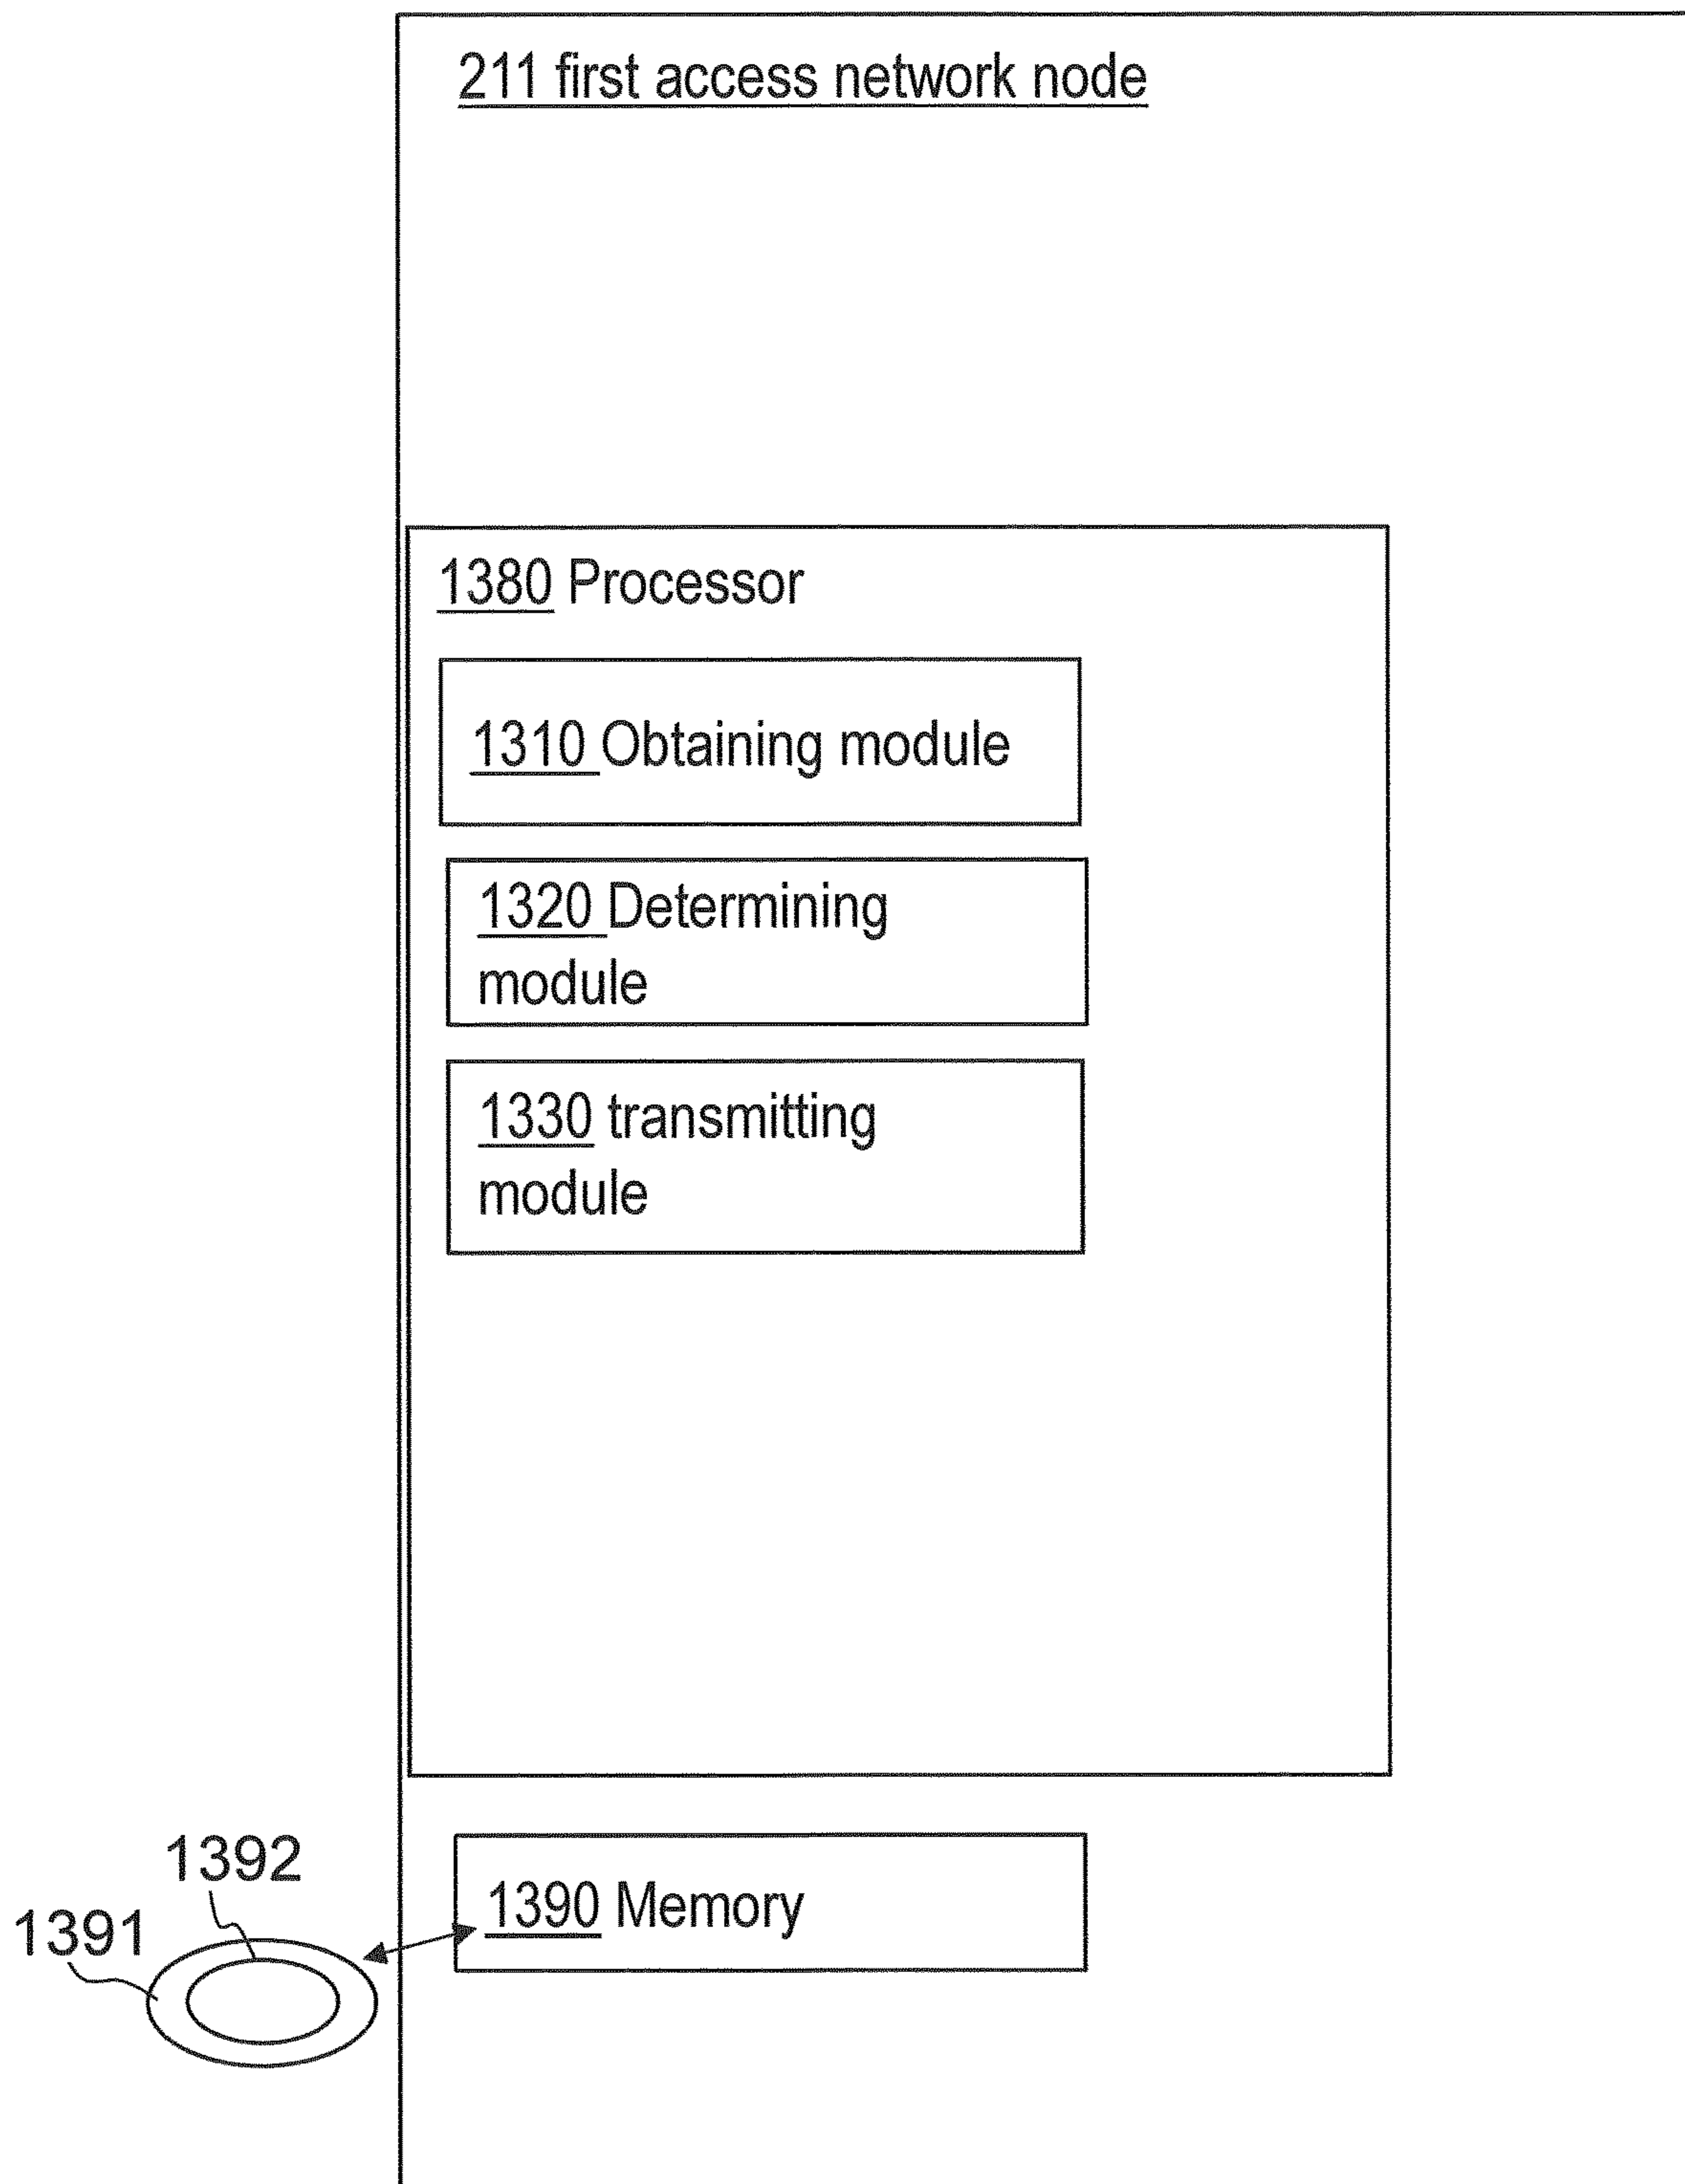 211 first access network node
1380 Processor
1310 Obtaining module
1320 Determining
module
1330 transmitting
module
1392
1390 Memory
1391